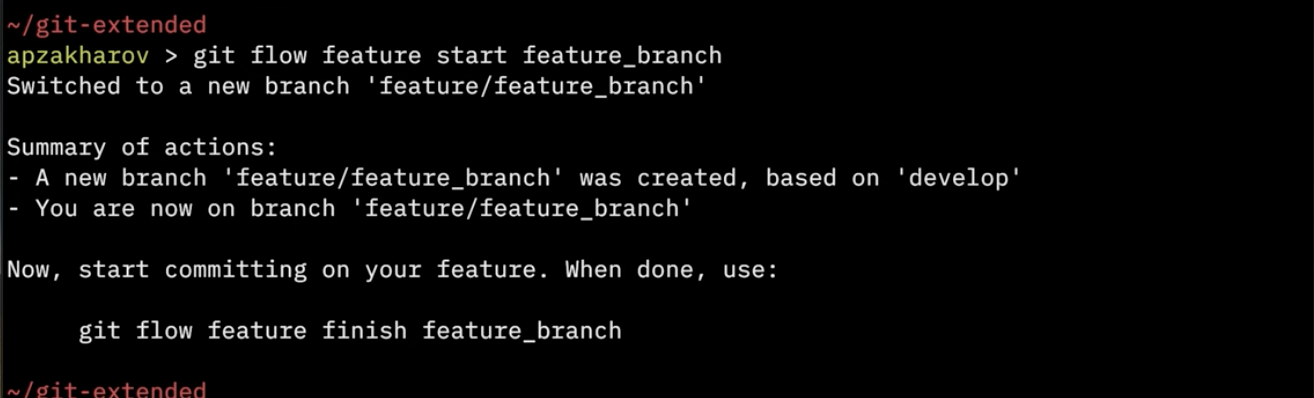 ~/git-extended
apzakharov > git flow feature start feature_branch
Switched to a new branch 'feature/feature_branch'
Summary of actions:
- A new branch 'feature/feature_branch' was created, based on 'develop'
- You are now on branch 'feature/feature_branch'
Now, start committing on your feature. When done, use:
git flow feature finish feature_branch
~/git-extended